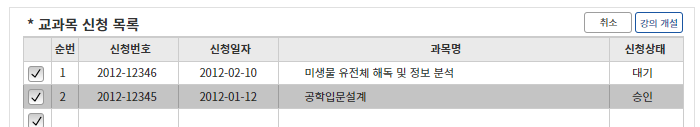 * 교과목 신청 목록 취소 강의 개설
순번 신청번호 신청일자 과목명 신청상태
1 2012-12346 2012-02-10 미생물 유전체 해독 및 정보 분석 대기
2 2012-12345 2012-01-12 공학입문설계 승인